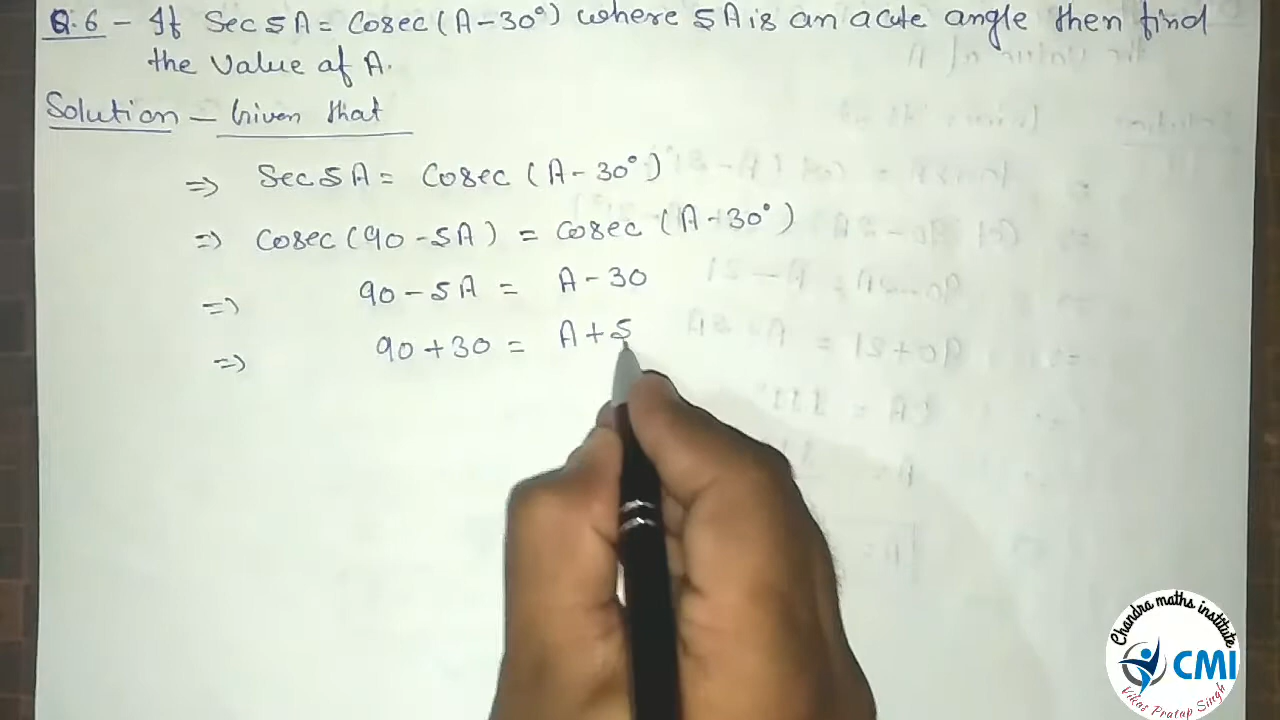 Q.6 - If Sec 5A = Cosec (A - 30°) where 5A is an acute angle then find
the value of A.
Solution - Given that
=> Sec 5A = Cosec (A - 30°)
=> Cosec (90 - 5A) = Cosec (A - 30°)
=> 90 - 5A = A - 30
=> 90 + 30 = A + 5
Chandra maths institute
CMI
Vikas Pratap Singh